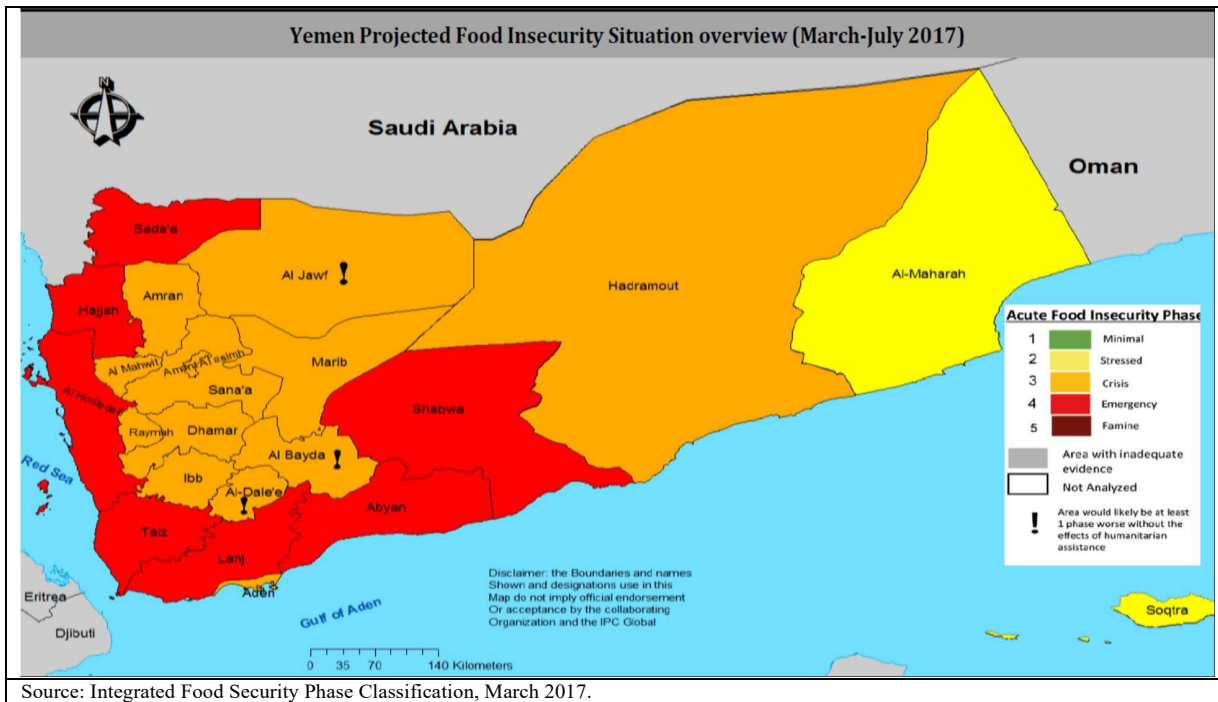 Yemen Projected Food Insecurity Situation overview (March-July 2017)
N
Saudi Arabia
Oman
Sada'a
Al Jawf !
Hadramout
Al-Maharah
Amran
Hajjah
Marib
Al Mahwit
Sana'a
Shabwa
Raymah
Dhamar
Al Bayda !
Red Sea
Ibb
Al-Dale'e
!
Abyan
Taiz
Lahj
Aden
Eritrea
Djibuti
Gulf of Aden
Soqtra
Acute Food Insecurity Phase
1 Minimal
2 Stressed
3 Crisis
4 Emergency
5 Famine
Area with inadequate
evidence
Not Analyzed
! Area would likely be at least
1 phase worse without the
effects of humanitarian
assistance
Disclaimer: the Boundaries and names
Shown and designations use in this
Map do not imply official endorsement
Or acceptance by the collaborating
Organization and the IPC Global
0 35 70 140 Kilometers
Source: Integrated Food Security Phase Classification, March 2017.